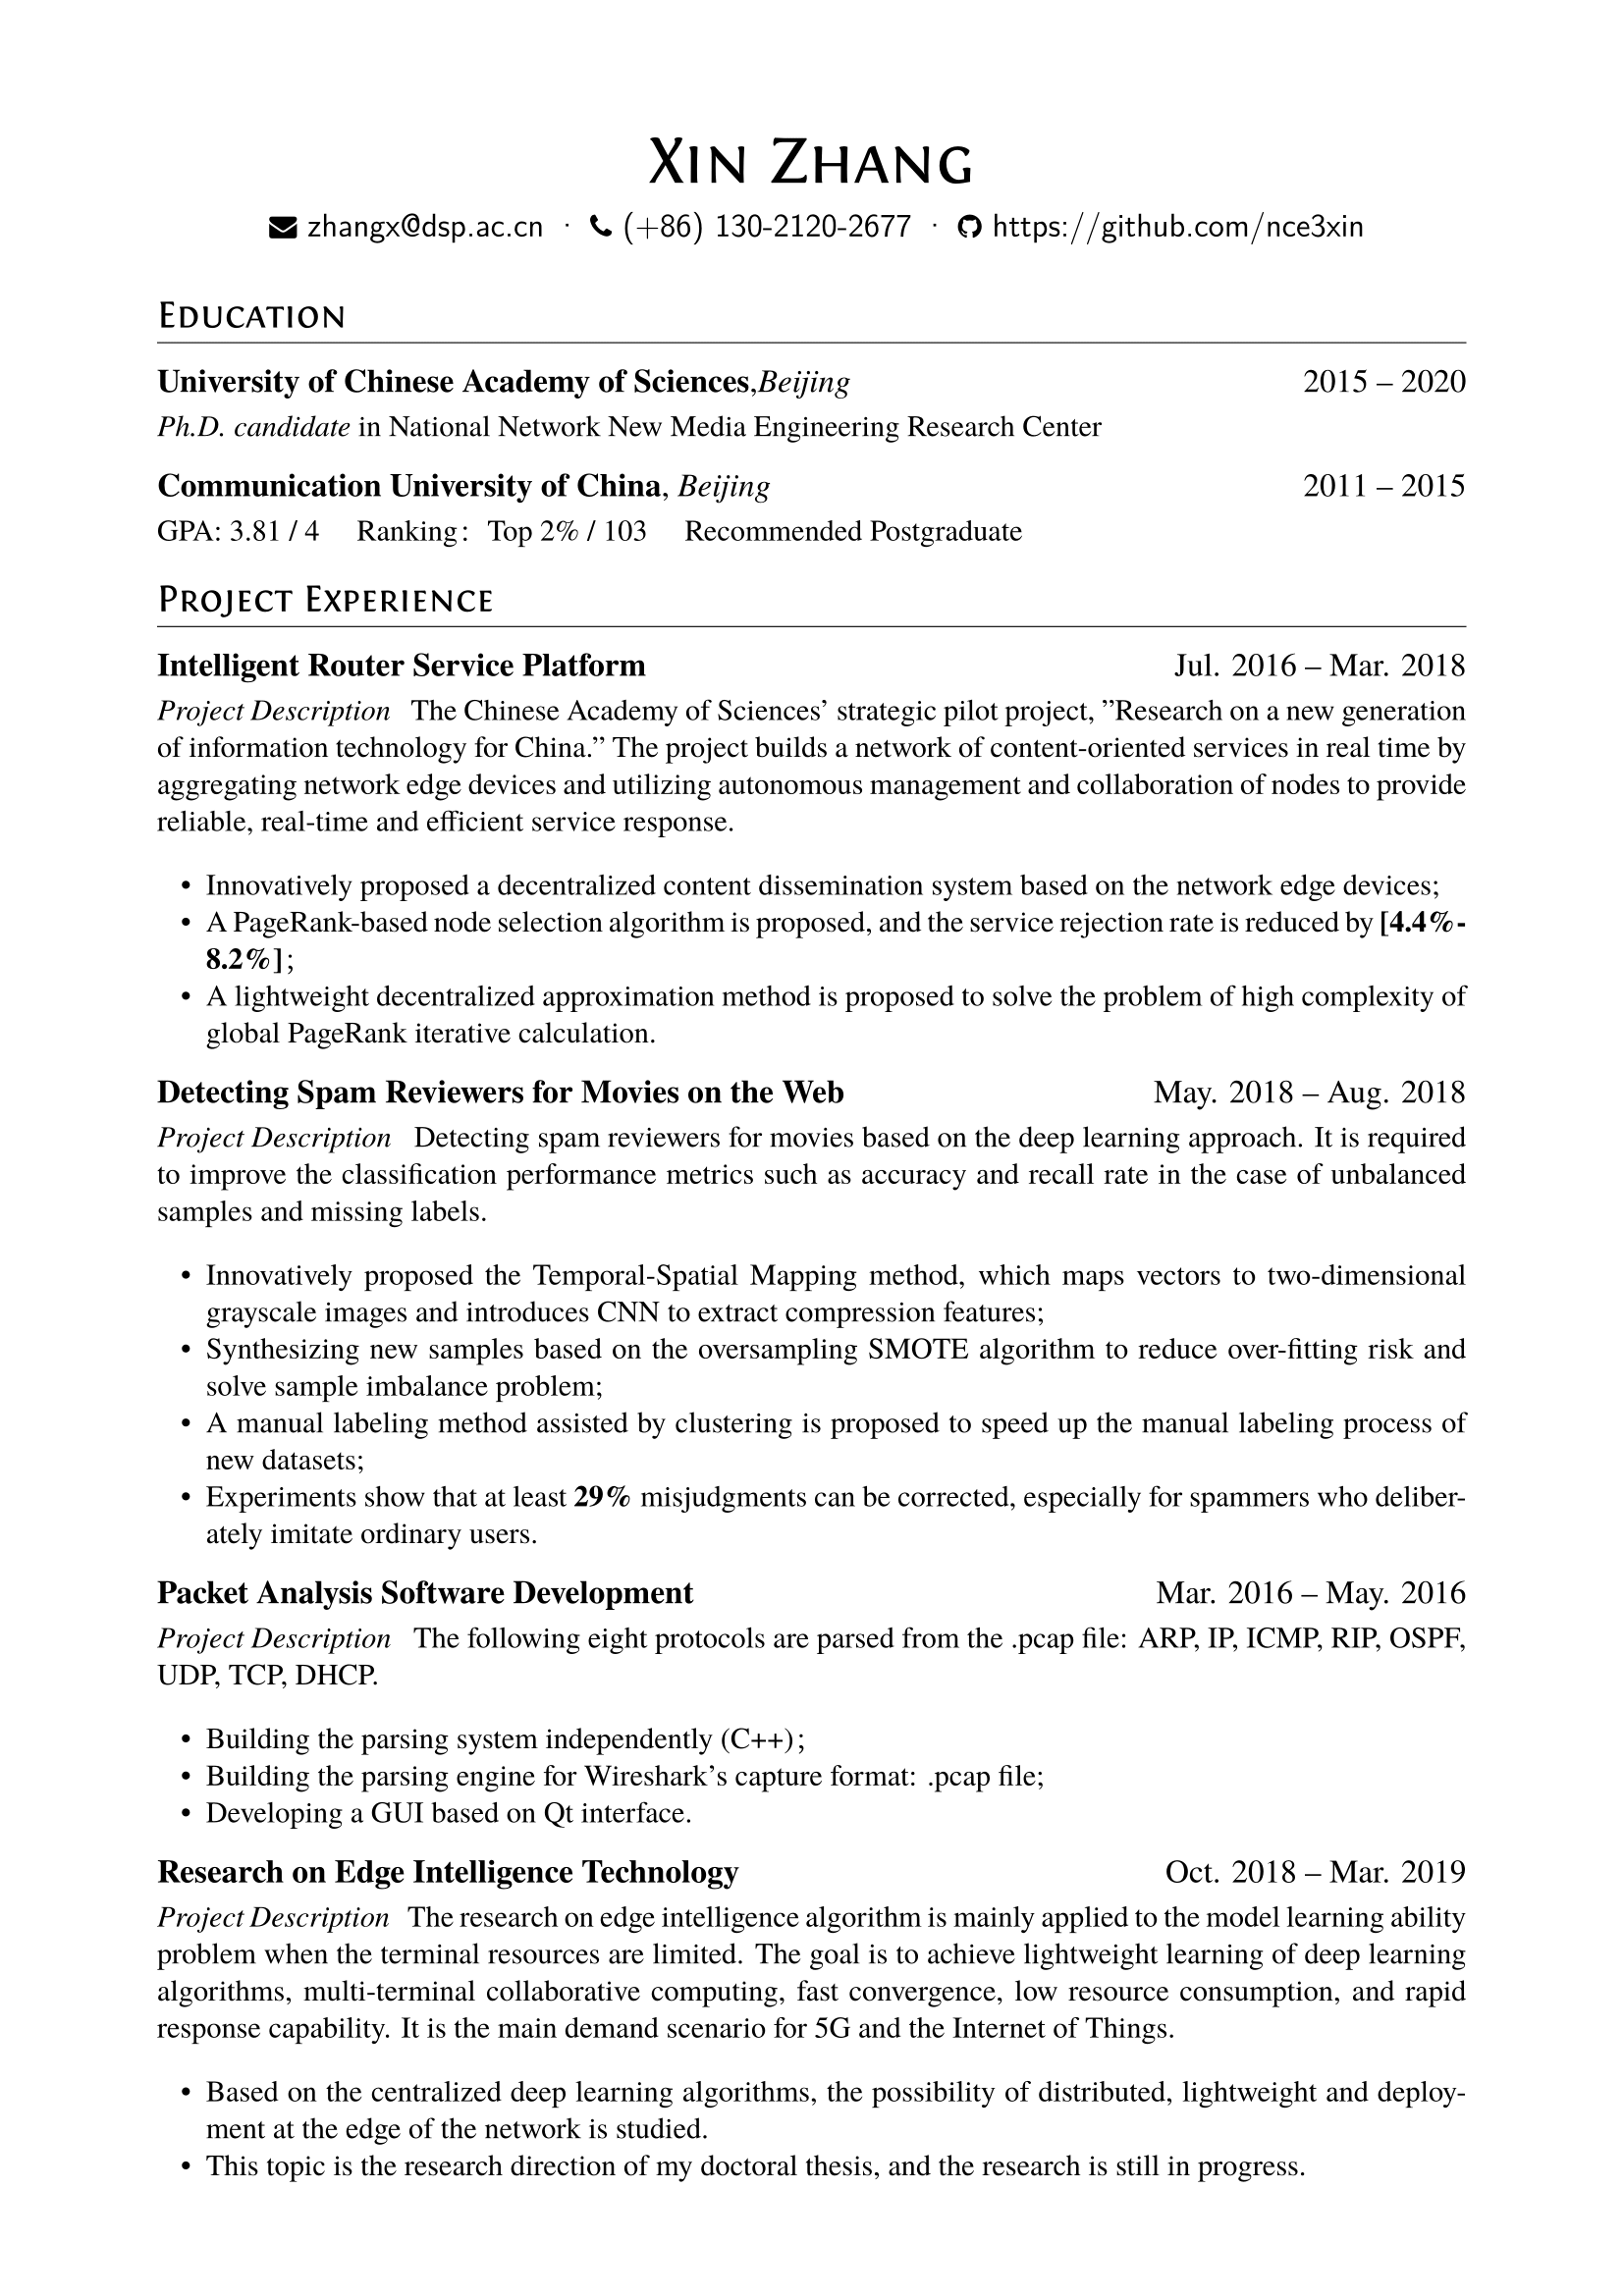 Xin Zhang
zhangx@dsp.ac.cn · (+86) 130-2120-2677 · https://github.com/nce3xin
Education
University of Chinese Academy of Sciences,Beijing 2015 – 2020
Ph.D. candidate in National Network New Media Engineering Research Center
Communication University of China, Beijing 2011 – 2015
GPA: 3.81 / 4 Ranking: Top 2% / 103 Recommended Postgraduate
Project Experience
Intelligent Router Service Platform Jul. 2016 – Mar. 2018
Project Description The Chinese Academy of Sciences’ strategic pilot project, ”Research on a new generation
of information technology for China.” The project builds a network of content-oriented services in real time by
aggregating network edge devices and utilizing autonomous management and collaboration of nodes to provide
reliable, real-time and efficient service response.
• Innovatively proposed a decentralized content dissemination system based on the network edge devices;
• A PageRank-based node selection algorithm is proposed, and the service rejection rate is reduced by [4.4%-
8.2%];
• A lightweight decentralized approximation method is proposed to solve the problem of high complexity of
global PageRank iterative calculation.
Detecting Spam Reviewers for Movies on the Web May. 2018 – Aug. 2018
Project Description Detecting spam reviewers for movies based on the deep learning approach. It is required
to improve the classification performance metrics such as accuracy and recall rate in the case of unbalanced
samples and missing labels.
• Innovatively proposed the Temporal-Spatial Mapping method, which maps vectors to two-dimensional
grayscale images and introduces CNN to extract compression features;
• Synthesizing new samples based on the oversampling SMOTE algorithm to reduce over-fitting risk and
solve sample imbalance problem;
• A manual labeling method assisted by clustering is proposed to speed up the manual labeling process of
new datasets;
• Experiments show that at least 29% misjudgments can be corrected, especially for spammers who deliber-
ately imitate ordinary users.
Packet Analysis Software Development Mar. 2016 – May. 2016
Project Description The following eight protocols are parsed from the .pcap file: ARP, IP, ICMP, RIP, OSPF,
UDP, TCP, DHCP.
• Building the parsing system independently (C++);
• Building the parsing engine for Wireshark’s capture format: .pcap file;
• Developing a GUI based on Qt interface.
Research on Edge Intelligence Technology Oct. 2018 – Mar. 2019
Project Description The research on edge intelligence algorithm is mainly applied to the model learning ability
problem when the terminal resources are limited. The goal is to achieve lightweight learning of deep learning
algorithms, multi-terminal collaborative computing, fast convergence, low resource consumption, and rapid
response capability. It is the main demand scenario for 5G and the Internet of Things.
• Based on the centralized deep learning algorithms, the possibility of distributed, lightweight and deploy-
ment at the edge of the network is studied.
• This topic is the research direction of my doctoral thesis, and the research is still in progress.